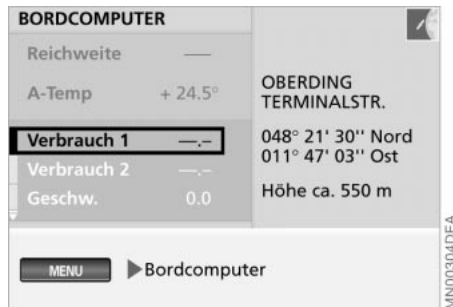 BORDCOMPUTER
Reichweite —
A-Temp + 24.5°
Verbrauch 1 —.–
Verbrauch 2 —.–
Geschw. 0.0
OBERDING
TERMINALSTR.
048° 21' 30'' Nord
011° 47' 03'' Ost
Höhe ca. 550 m
MENU Bordcomputer
MN00304DEA